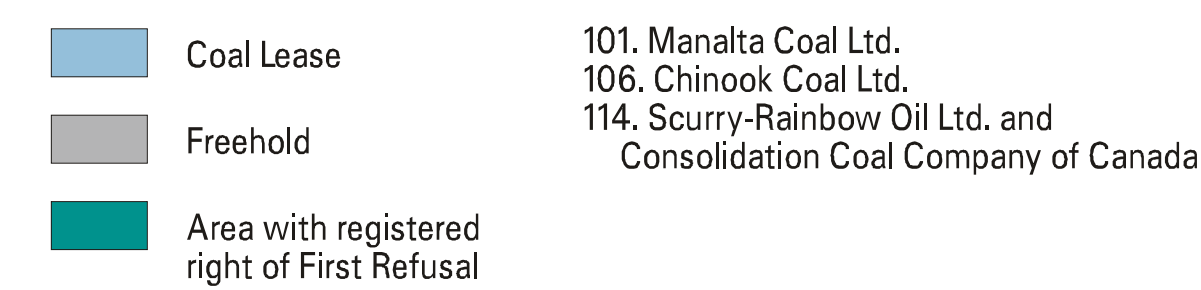 Coal Lease
Freehold
Area with registered
right of First Refusal
101. Manalta Coal Ltd.
106. Chinook Coal Ltd.
114. Scurry-Rainbow Oil Ltd. and
Consolidation Coal Company of Canada